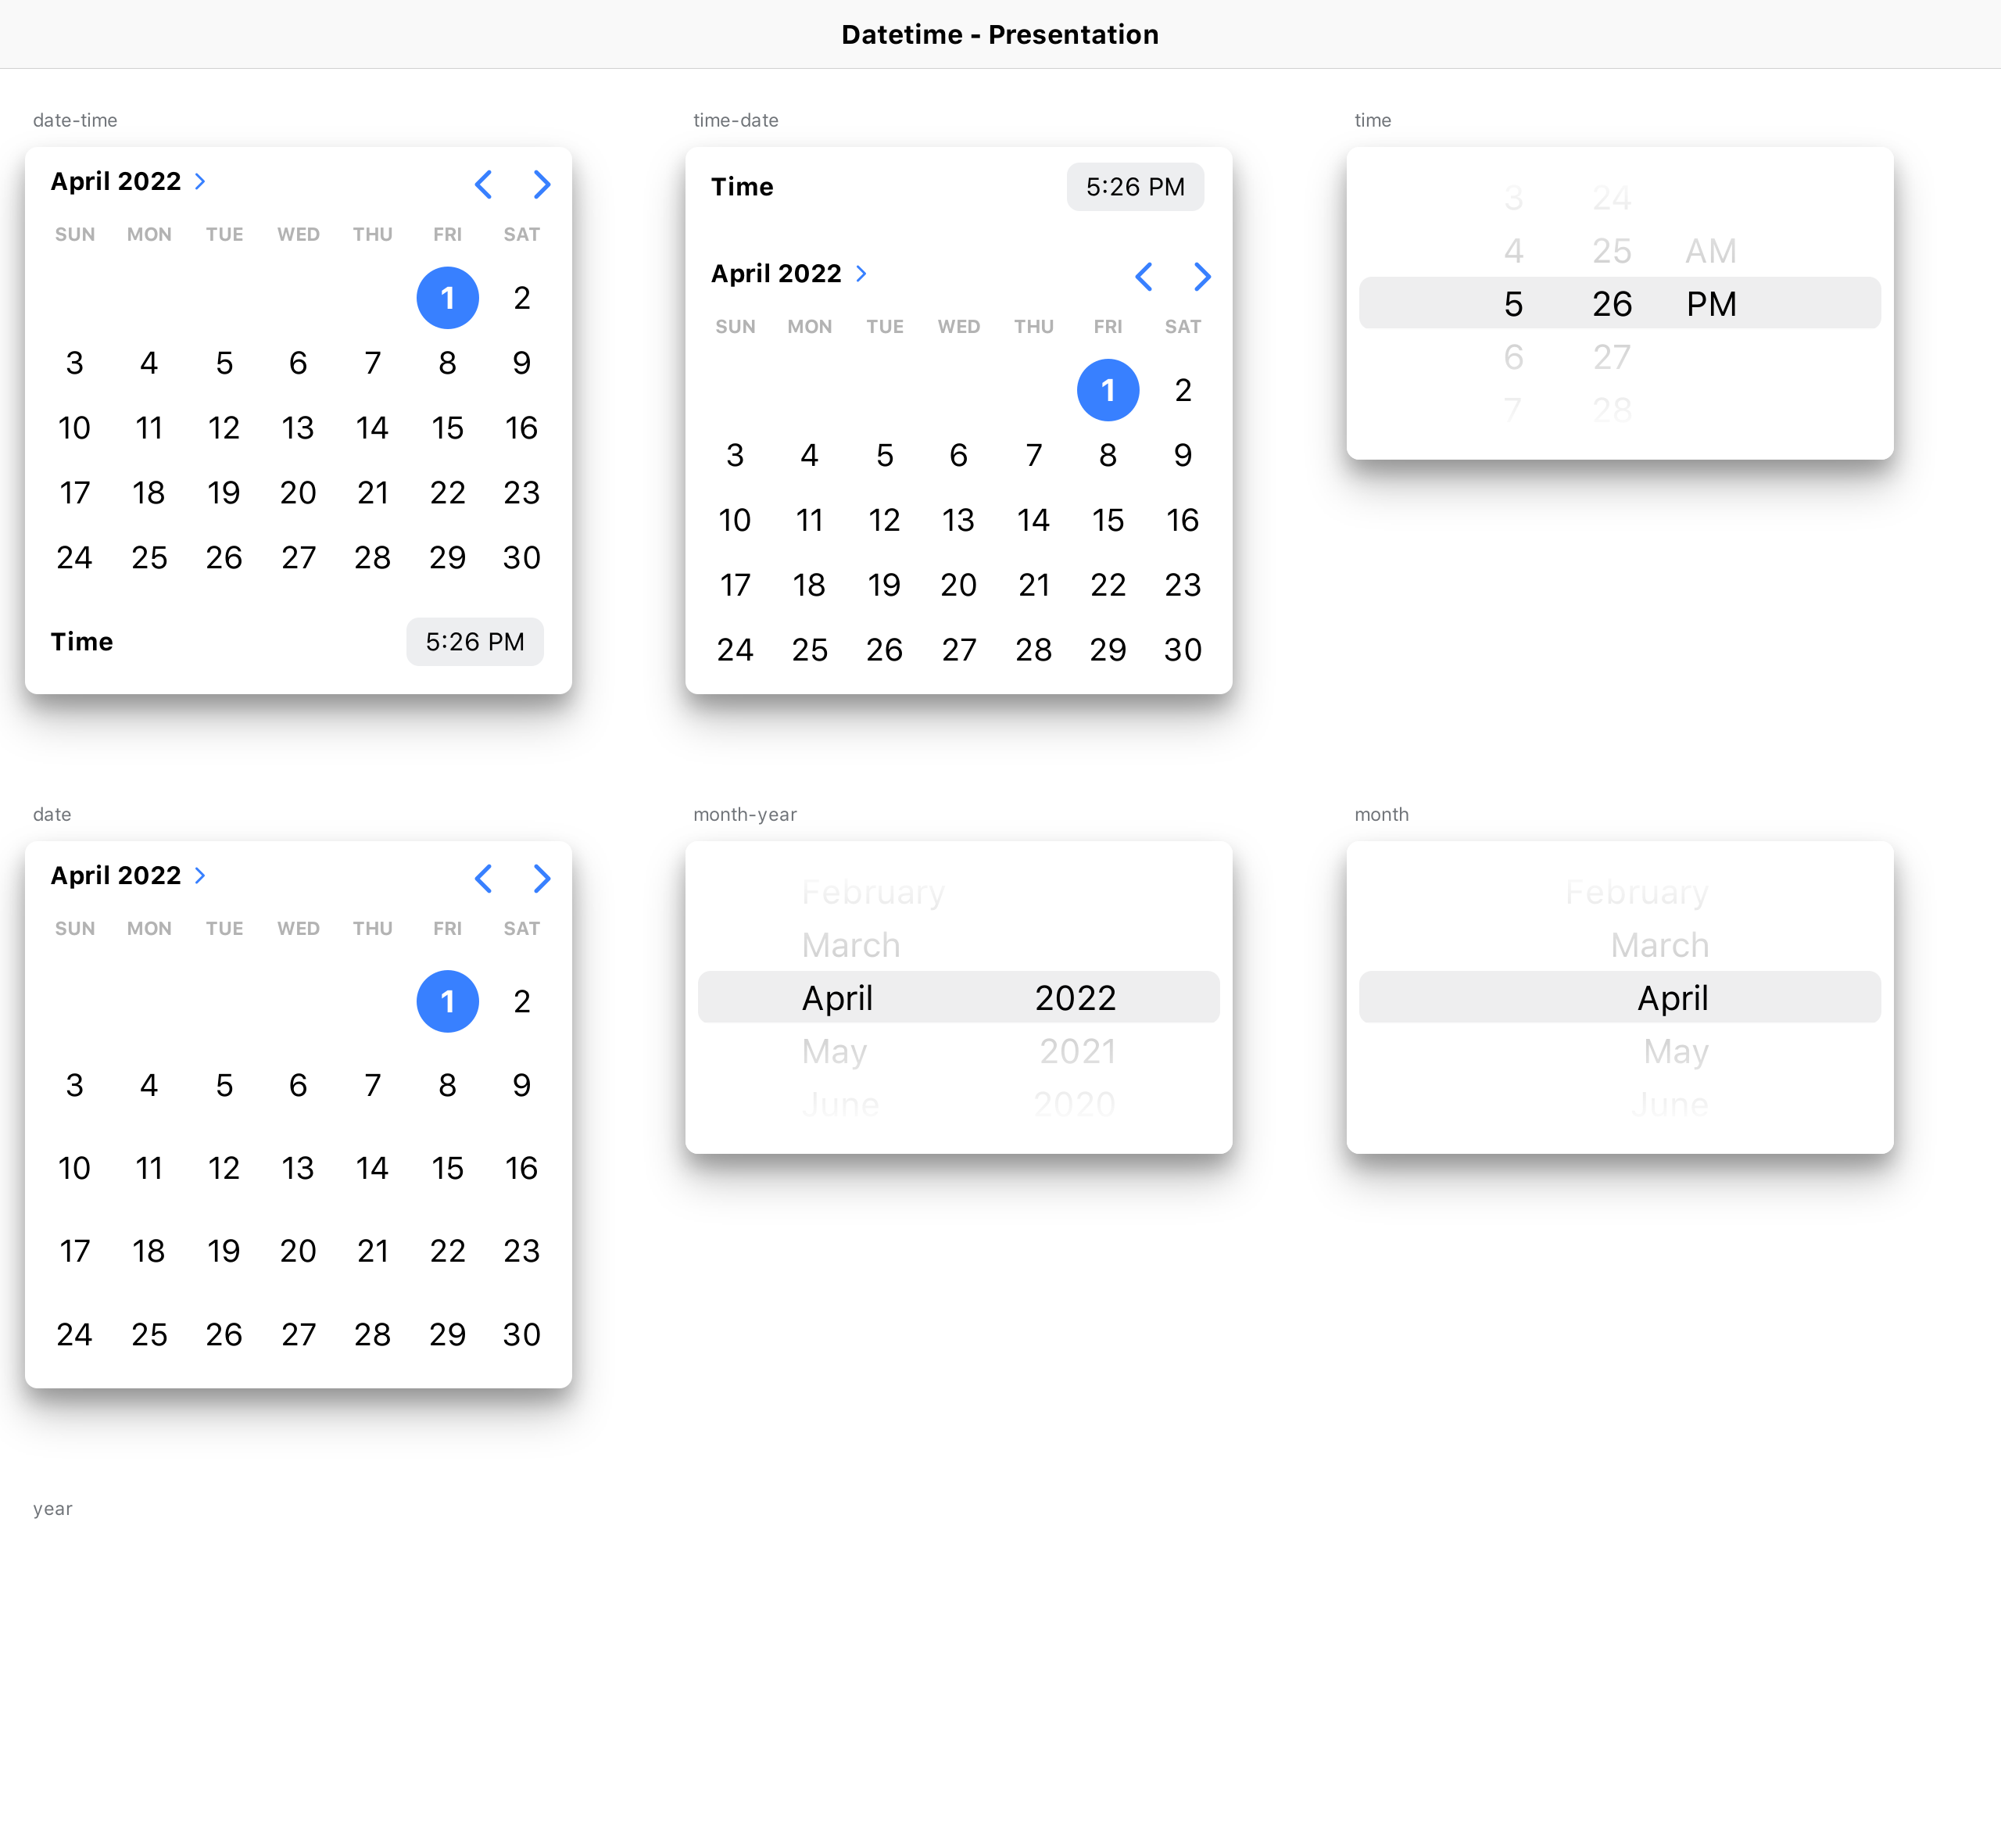 Datetime - Presentation
date-time
April 2022
SUN MON TUE WED THU FRI SAT
1 2
3 4 5 6 7 8 9
10 11 12 13 14 15 16
17 18 19 20 21 22 23
24 25 26 27 28 29 30
Time 5:26 PM
time-date
Time 5:26 PM
April 2022
SUN MON TUE WED THU FRI SAT
1 2
3 4 5 6 7 8 9
10 11 12 13 14 15 16
17 18 19 20 21 22 23
24 25 26 27 28 29 30
time
3 24
4 25 AM
5 26 PM
6 27
7 28
date
April 2022
SUN MON TUE WED THU FRI SAT
1 2
3 4 5 6 7 8 9
10 11 12 13 14 15 16
17 18 19 20 21 22 23
24 25 26 27 28 29 30
month-year
February
March
April 2022
May 2021
June 2020
month
February
March
April
May
June
year